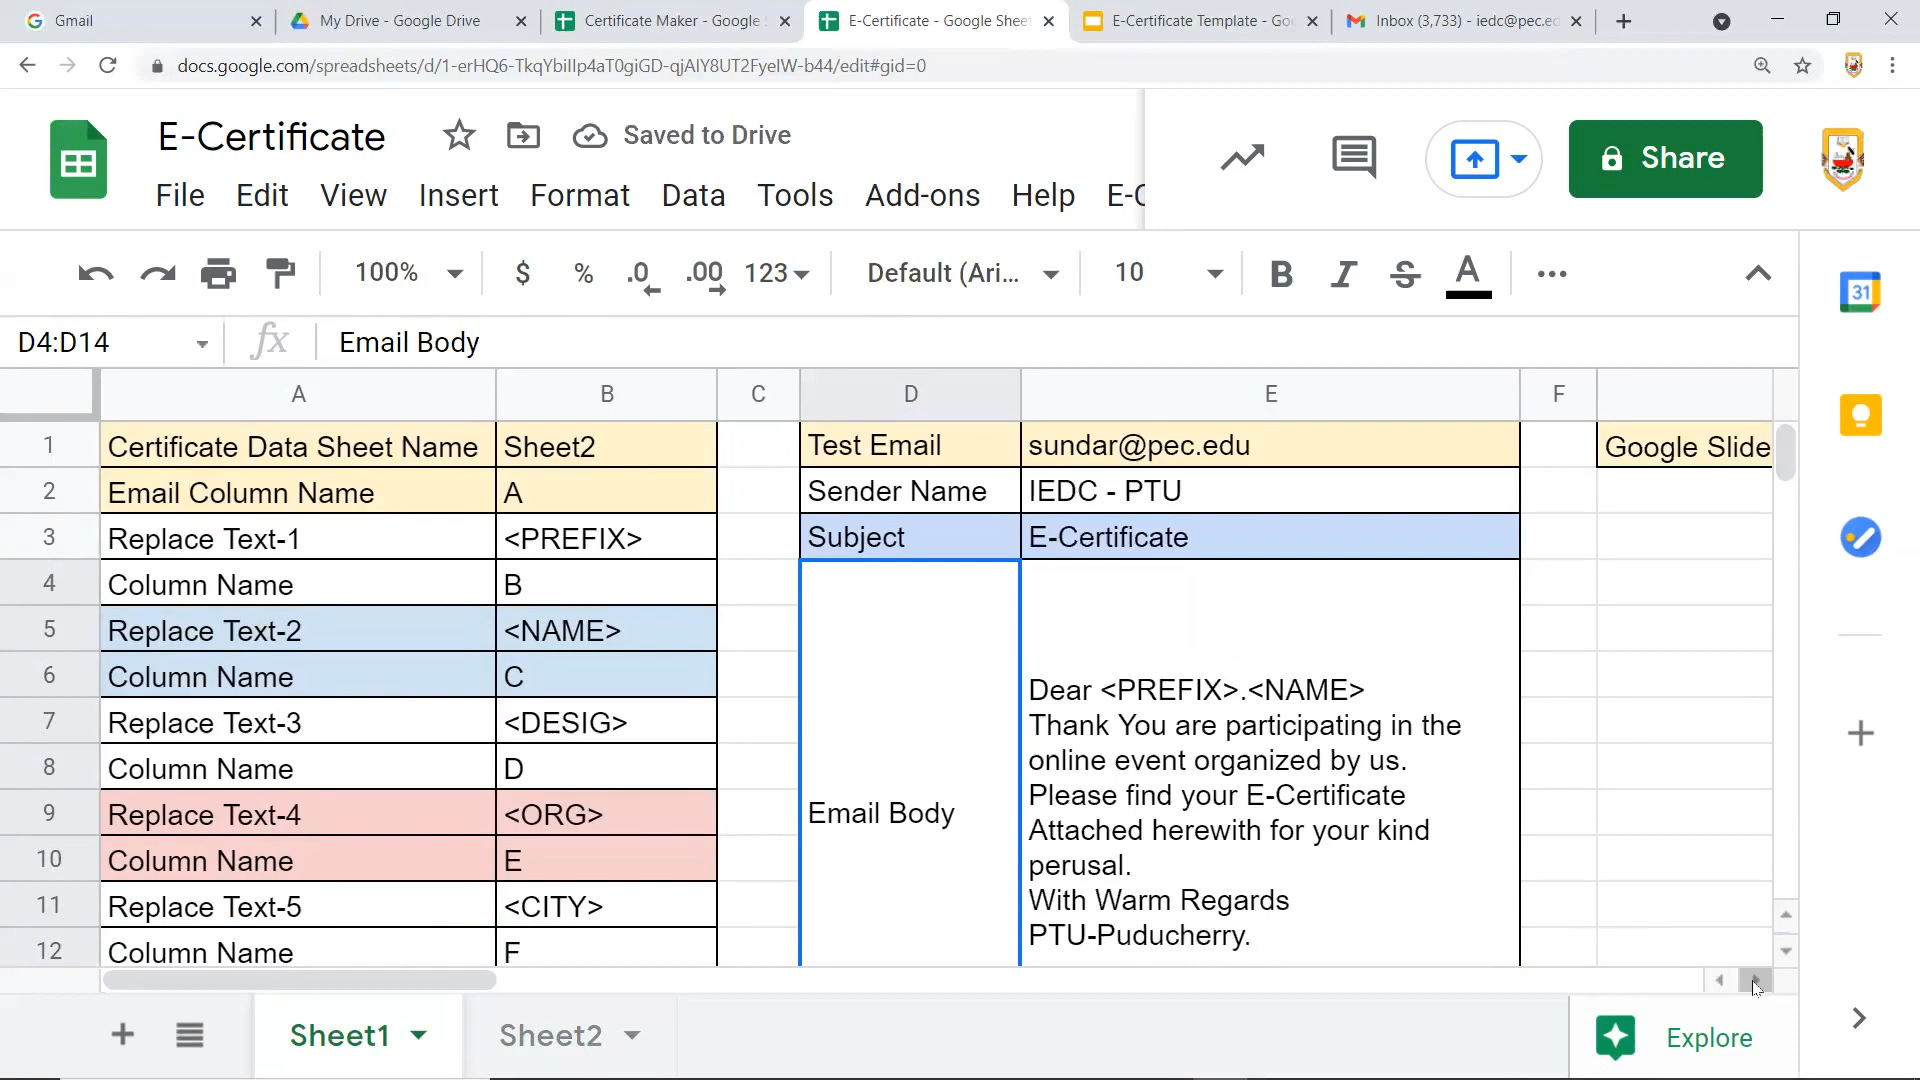 Gmail
My Drive - Google Drive
Certificate Maker - Google S
E-Certificate - Google Sheet
E-Certificate Template - Goo
Inbox (3,733) - iedc@pec.ed
docs.google.com/spreadsheets/d/1-erHQ6-TkqYbiIlp4aT0giGD-qjAIY8UT2FyeIW-b44/edit#gid=0
E-Certificate
Saved to Drive
Share
File Edit View Insert Format Data Tools Add-ons Help E-C
100% $ % .0 .00 123 Default (Ari... 10 B I S A
31
D4:D14 fx Email Body
A B C D E F
1 Certificate Data Sheet Name Sheet2 Test Email sundar@pec.edu Google Slide
2 Email Column Name A Sender Name IEDC - PTU
3 Replace Text-1 <PREFIX> Subject E-Certificate
4 Column Name B
5 Replace Text-2 <NAME>
6 Column Name C
7 Replace Text-3 <DESIG>
8 Column Name D
9 Replace Text-4 <ORG>
10 Column Name E
11 Replace Text-5 <CITY>
12 Column Name F
Email Body
Dear <PREFIX>.<NAME>
Thank You are participating in the
online event organized by us.
Please find your E-Certificate
Attached herewith for your kind
perusal.
With Warm Regards
PTU-Puducherry.
Sheet1 Sheet2 Explore